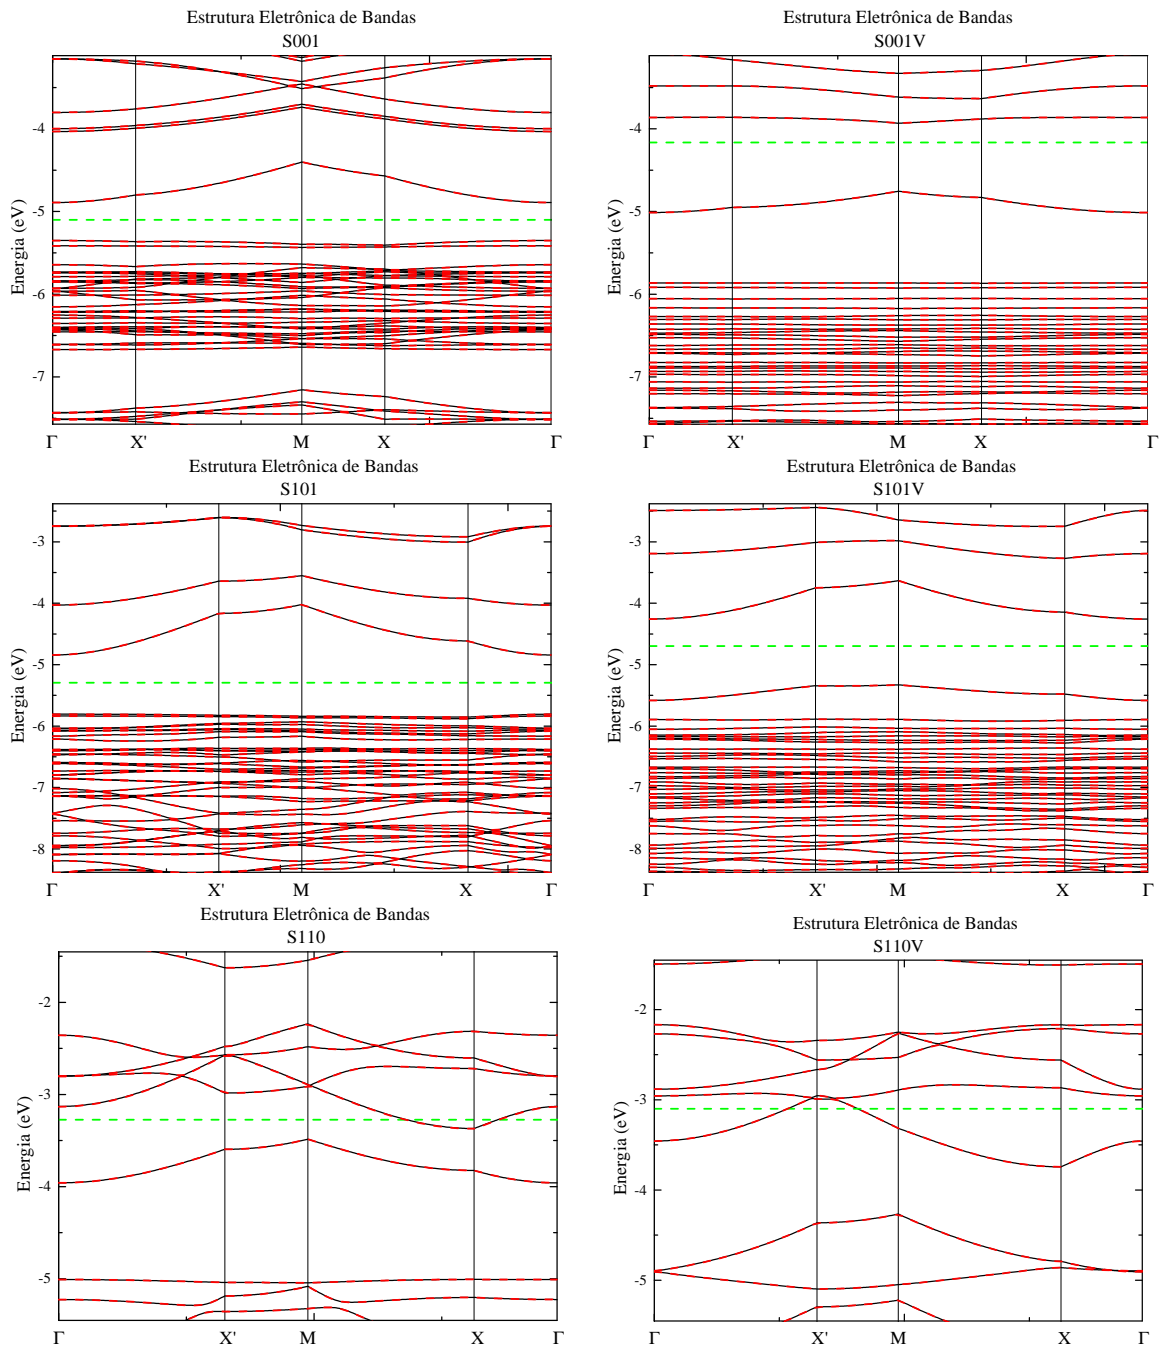 Estrutura Eletrônica de Bandas
S001
Energia (eV)
-4
-5
-6
-7
Γ X' M X Γ
Estrutura Eletrônica de Bandas
S001V
Energia (eV)
-4
-5
-6
-7
Γ X' M X Γ
Estrutura Eletrônica de Bandas
S101
Energia (eV)
-3
-4
-5
-6
-7
-8
Γ X' M X Γ
Estrutura Eletrônica de Bandas
S101V
Energia (eV)
-3
-4
-5
-6
-7
-8
Γ X' M X Γ
Estrutura Eletrônica de Bandas
S110
Energia (eV)
-2
-3
-4
-5
Γ X' M X Γ
Estrutura Eletrônica de Bandas
S110V
Energia (eV)
-2
-3
-4
-5
Γ X' M X Γ